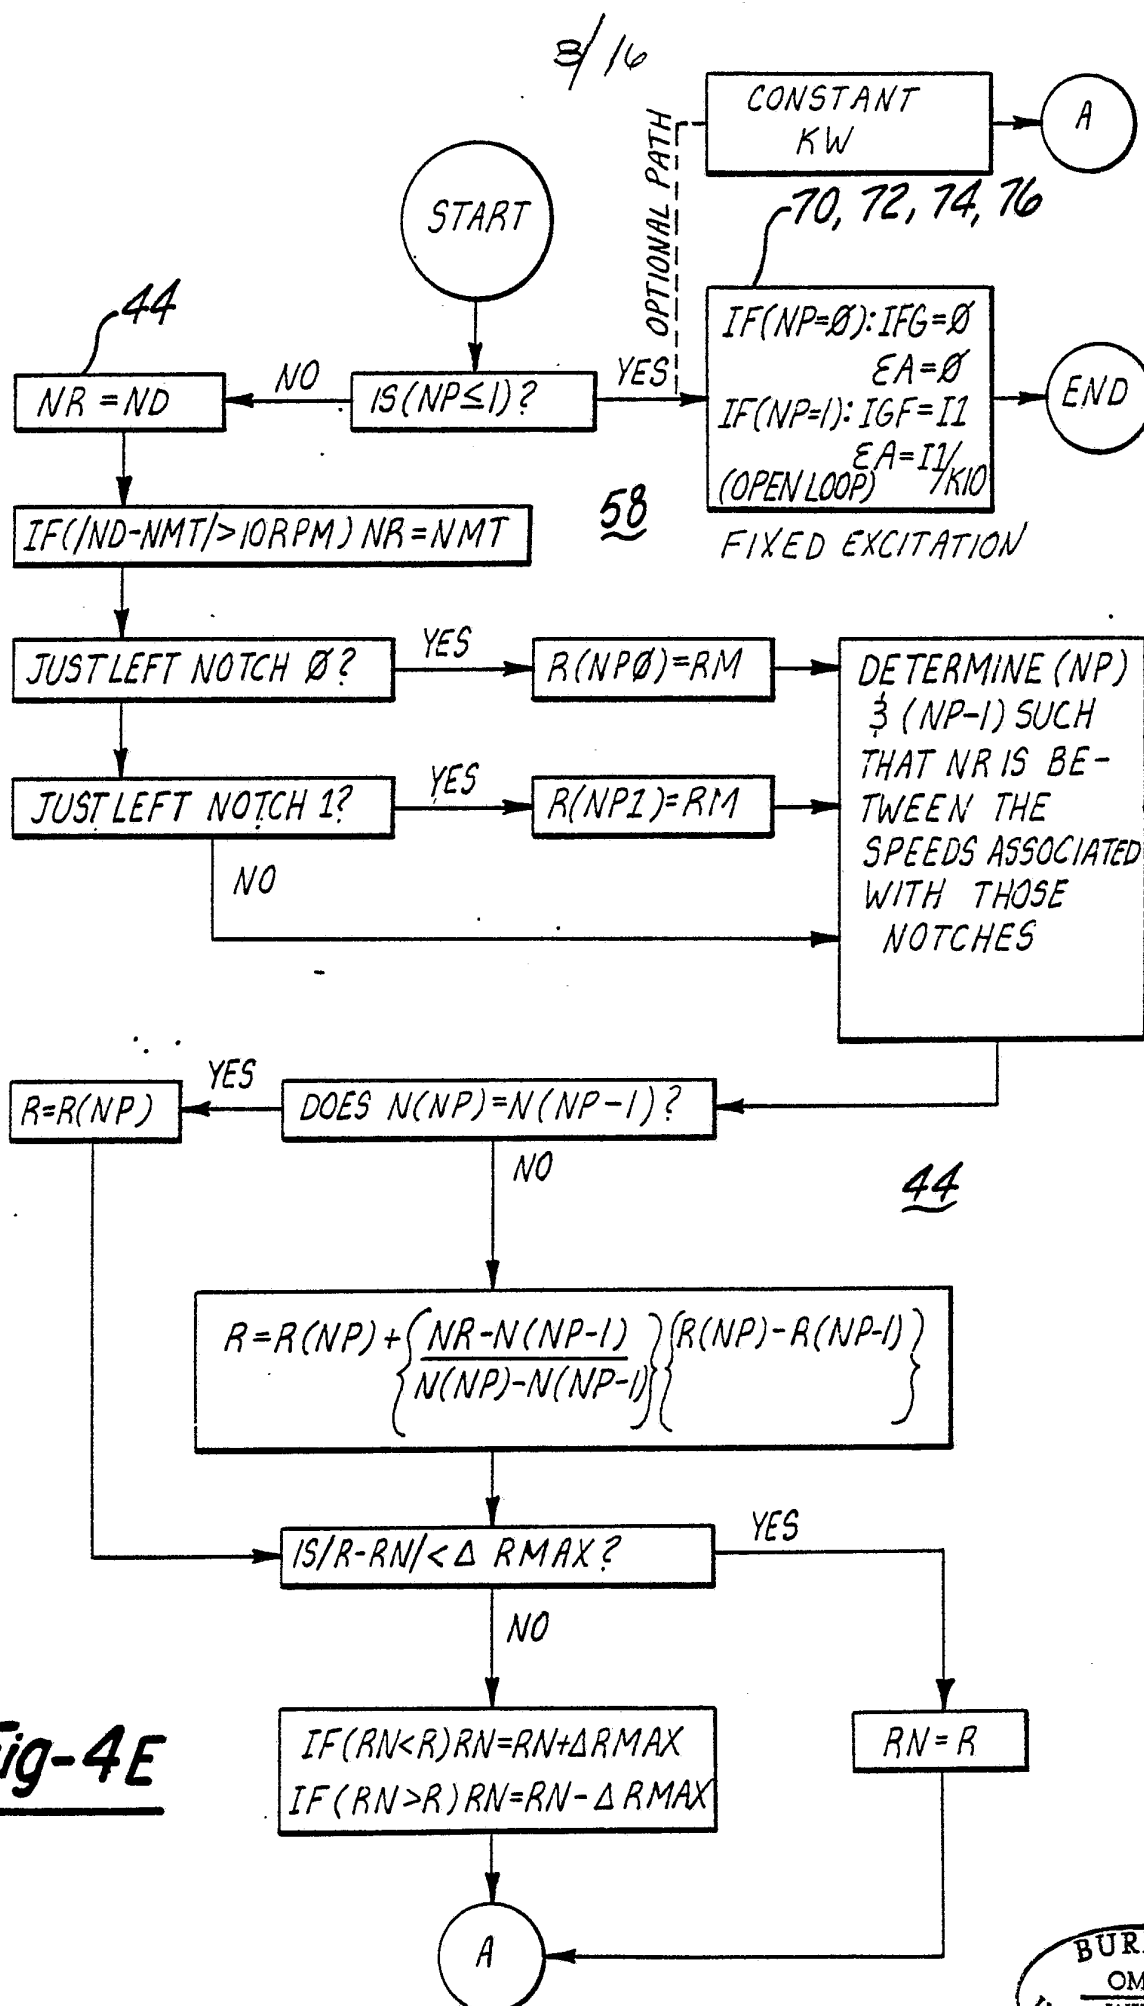 8/16
CONSTANT
KW
A
OPTIONAL PATH
START
70, 72, 74, 76
44
NR = ND
NO
IS (NP≤1)?
YES
IF(NP=Ø): IFG=Ø
εA=Ø
IF(NP=1): IGF=I1
εA=I1/K10
(OPEN LOOP)
END
58
FIXED EXCITATION
IF(/ND-NMT/>10RPM) NR=NMT
JUST LEFT NOTCH Ø?
YES
R(NPØ)=RM
DETERMINE (NP)
& (NP-1) SUCH
THAT NR IS BE-
TWEEN THE
SPEEDS ASSOCIATED
WITH THOSE
NOTCHES
JUST LEFT NOTCH 1?
YES
R(NP1)=RM
NO
R=R(NP)
YES
DOES N(NP)=N(NP-1)?
NO
44
R=R(NP)+{NR-N(NP-1)/N(NP)-N(NP-1)}{R(NP)-R(NP-1)}
IS/R-RN/<Δ RMAX?
YES
NO
IF(RN<R)RN=RN+ΔRMAX
IF(RN>R)RN=RN-Δ RMAX
RN=R
Fig-4E
A
BUR
OM